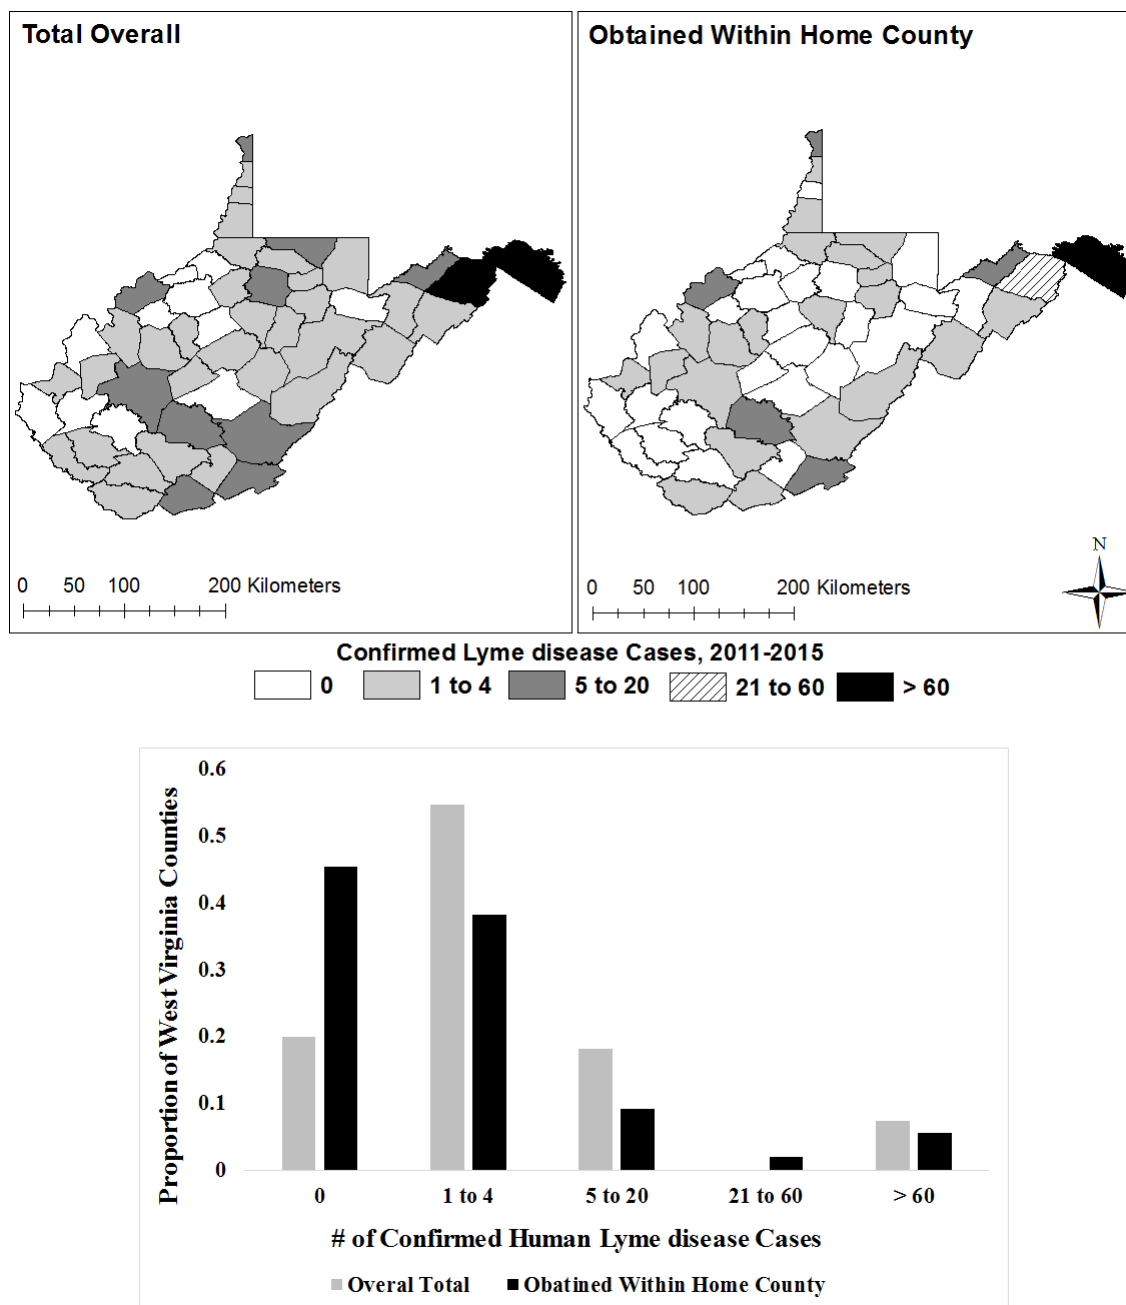 Total Overall
Obtained Within Home County
N
0 50 100 200 Kilometers
0 50 100 200 Kilometers
Confirmed Lyme disease Cases, 2011-2015
0 1 to 4 5 to 20 21 to 60 > 60
Proportion of West Virginia Counties
0.6
0.5
0.4
0.3
0.2
0.1
0
0 1 to 4 5 to 20 21 to 60 > 60
# of Confirmed Human Lyme disease Cases
Overal Total Obatined Within Home County